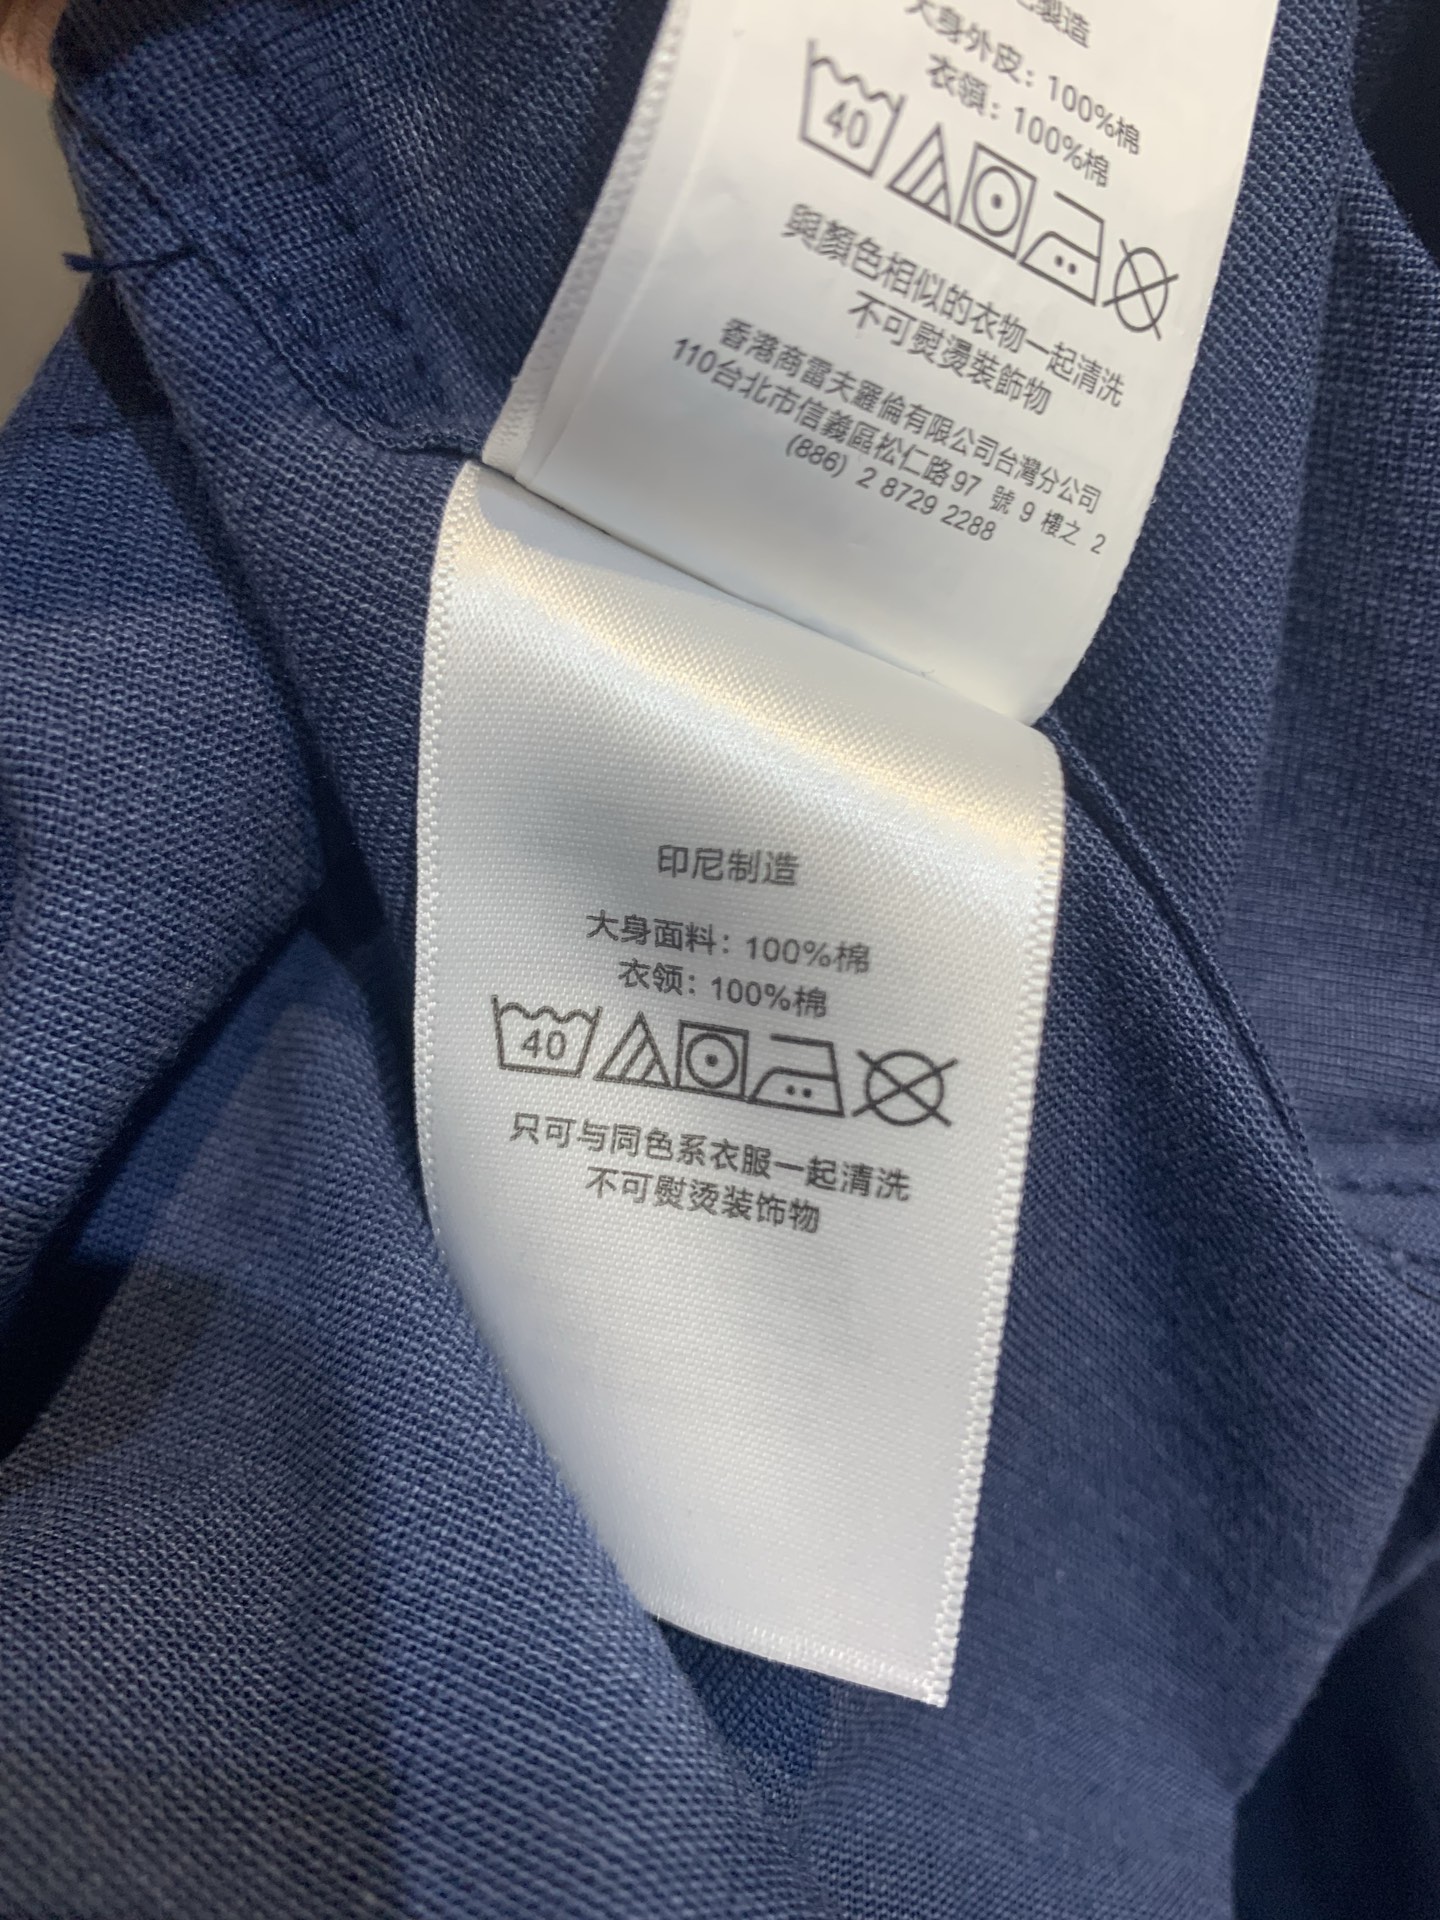 製造
大身外皮：100%棉
衣領：100%棉
40
與顏色相似的衣物一起清洗
不可熨燙裝飾物
香港商雷夫羅倫有限公司台灣分公司
110台北市信義區松仁路97 號 9 樓之 2
(886) 2 8729 2288
印尼制造
大身面料：100%棉
衣领：100%棉
40
只可与同色系衣服一起清洗
不可熨烫装饰物